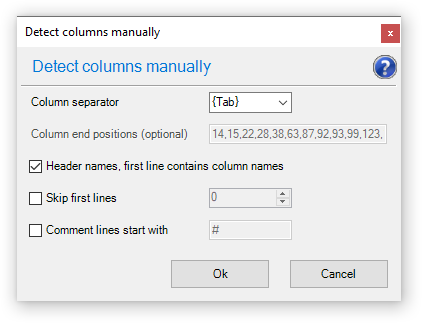 Detect columns manually
x
Detect columns manually
?
Column separator {Tab}
Column end positions (optional) 14,15,22,28,38,63,87,92,93,99,123,
Header names, first line contains column names
Skip first lines 0
Comment lines start with #
Ok Cancel